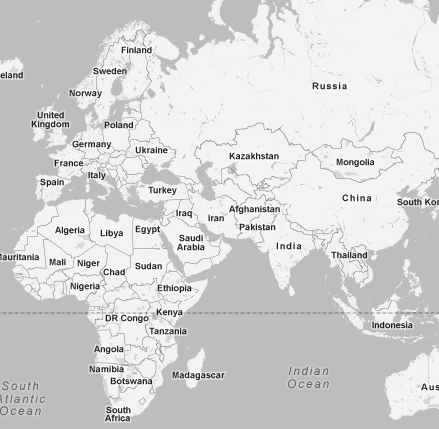 Finland
Sweden
Norway
Russia
eland
United
Kingdom
Poland
Germany
Ukraine
France
Italy
Spain
Kazakhstan
Mongolia
Turkey
China
South Kor
Iraq
Iran
Afghanistan
Pakistan
Algeria
Libya
Egypt
Saudi
Arabia
India
Thailand
Mauritania
Mali
Niger
Chad
Sudan
Nigeria
Ethiopia
Kenya
DR Congo
Tanzania
Indonesia
Angola
Namibia
Botswana
Madagascar
Indian
Ocean
Aus
South
Atlantic
Ocean
South
Africa